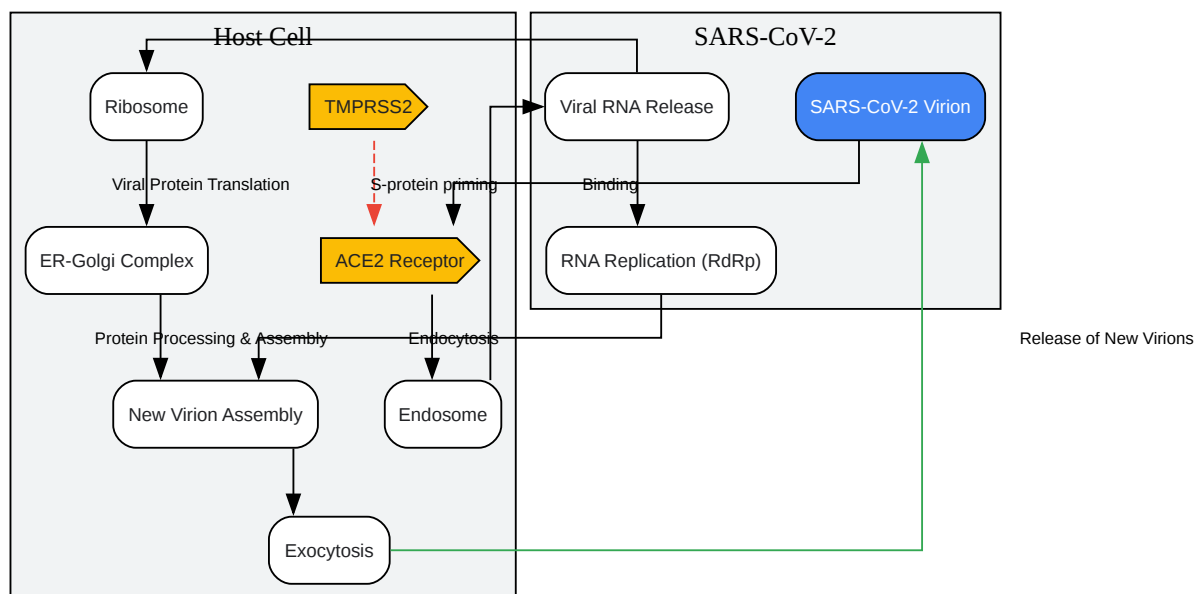 Host Cell
SARS-CoV-2
Ribosome
TMPRSS2
Viral RNA Release
SARS-CoV-2 Virion
Viral Protein Translation
S-protein priming
Binding
ER-Golgi Complex
ACE2 Receptor
RNA Replication (RdRp)
Protein Processing & Assembly
Endocytosis
Release of New Virions
New Virion Assembly
Endosome
Exocytosis